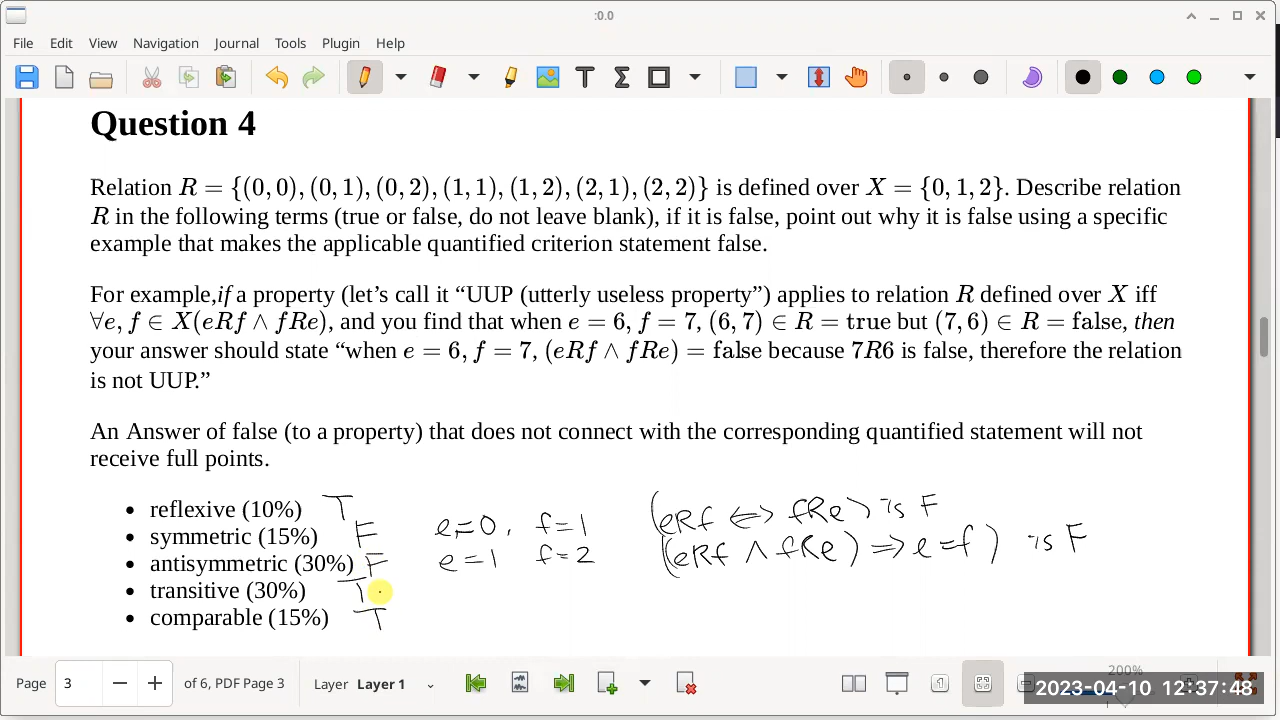 :0.0
File Edit View Navigation Journal Tools Plugin Help
Question 4
Relation R = {(0, 0), (0, 1), (0, 2), (1, 1), (1, 2), (2, 1), (2, 2)} is defined over X = {0, 1, 2}. Describe relation
R in the following terms (true or false, do not leave blank), if it is false, point out why it is false using a specific
example that makes the applicable quantified criterion statement false.
For example,if a property (let's call it “UUP (utterly useless property”) applies to relation R defined over X iff
∀e, f ∈ X(eRf ∧ fRe), and you find that when e = 6, f = 7, (6, 7) ∈ R = true but (7, 6) ∈ R = false, then
your answer should state “when e = 6, f = 7, (eRf ∧ fRe) = false because 7R6 is false, therefore the relation
is not UUP.”
An Answer of false (to a property) that does not connect with the corresponding quantified statement will not
receive full points.
• reflexive (10%) T
• symmetric (15%) F e=0, f=1 (eRf ⇔ fRe) is F
• antisymmetric (30%) F e=1 f=2 ((eRf ∧ fRe) ⇒ e=f) is F
• transitive (30%) T
• comparable (15%) T
Page 3 of 6, PDF Page 3 Layer Layer 1 200%
2023-04-10 12:37:48